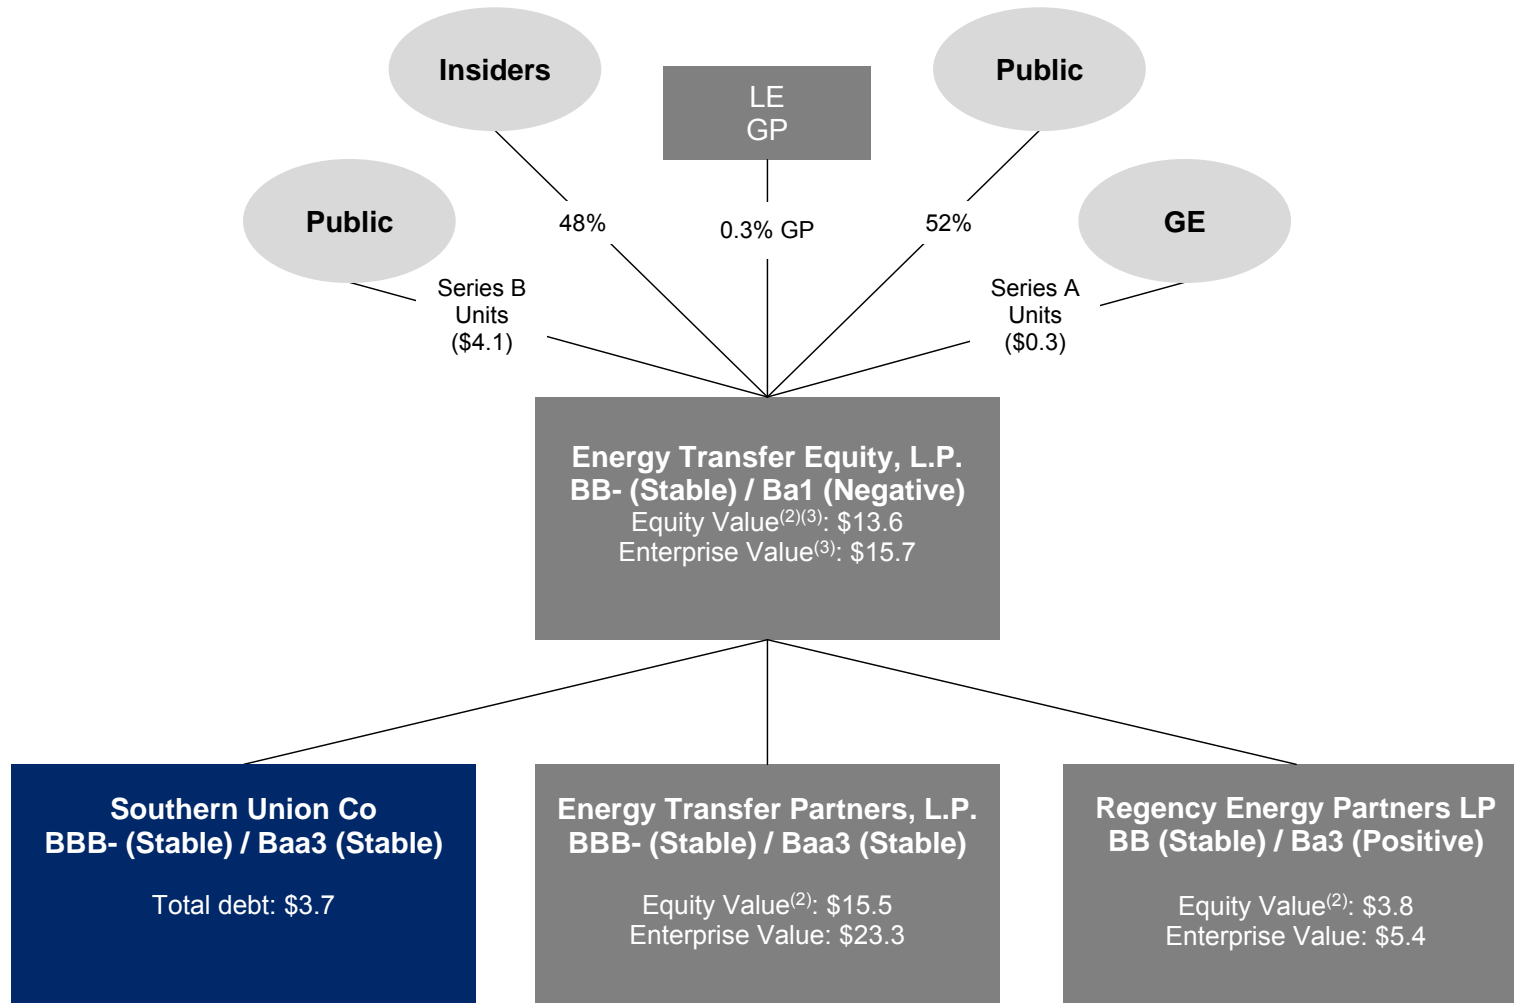 Insiders
LE
GP
Public
Public
48%
0.3% GP
52%
GE
Series B
Units
($4.1)
Series A
Units
($0.3)
Energy Transfer Equity, L.P.
BB- (Stable) / Ba1 (Negative)
Equity Value(2)(3): $13.6
Enterprise Value(3): $15.7
Southern Union Co
BBB- (Stable) / Baa3 (Stable)
Total debt: $3.7
Energy Transfer Partners, L.P.
BBB- (Stable) / Baa3 (Stable)
Equity Value(2): $15.5
Enterprise Value: $23.3
Regency Energy Partners LP
BB (Stable) / Ba3 (Positive)
Equity Value(2): $3.8
Enterprise Value: $5.4